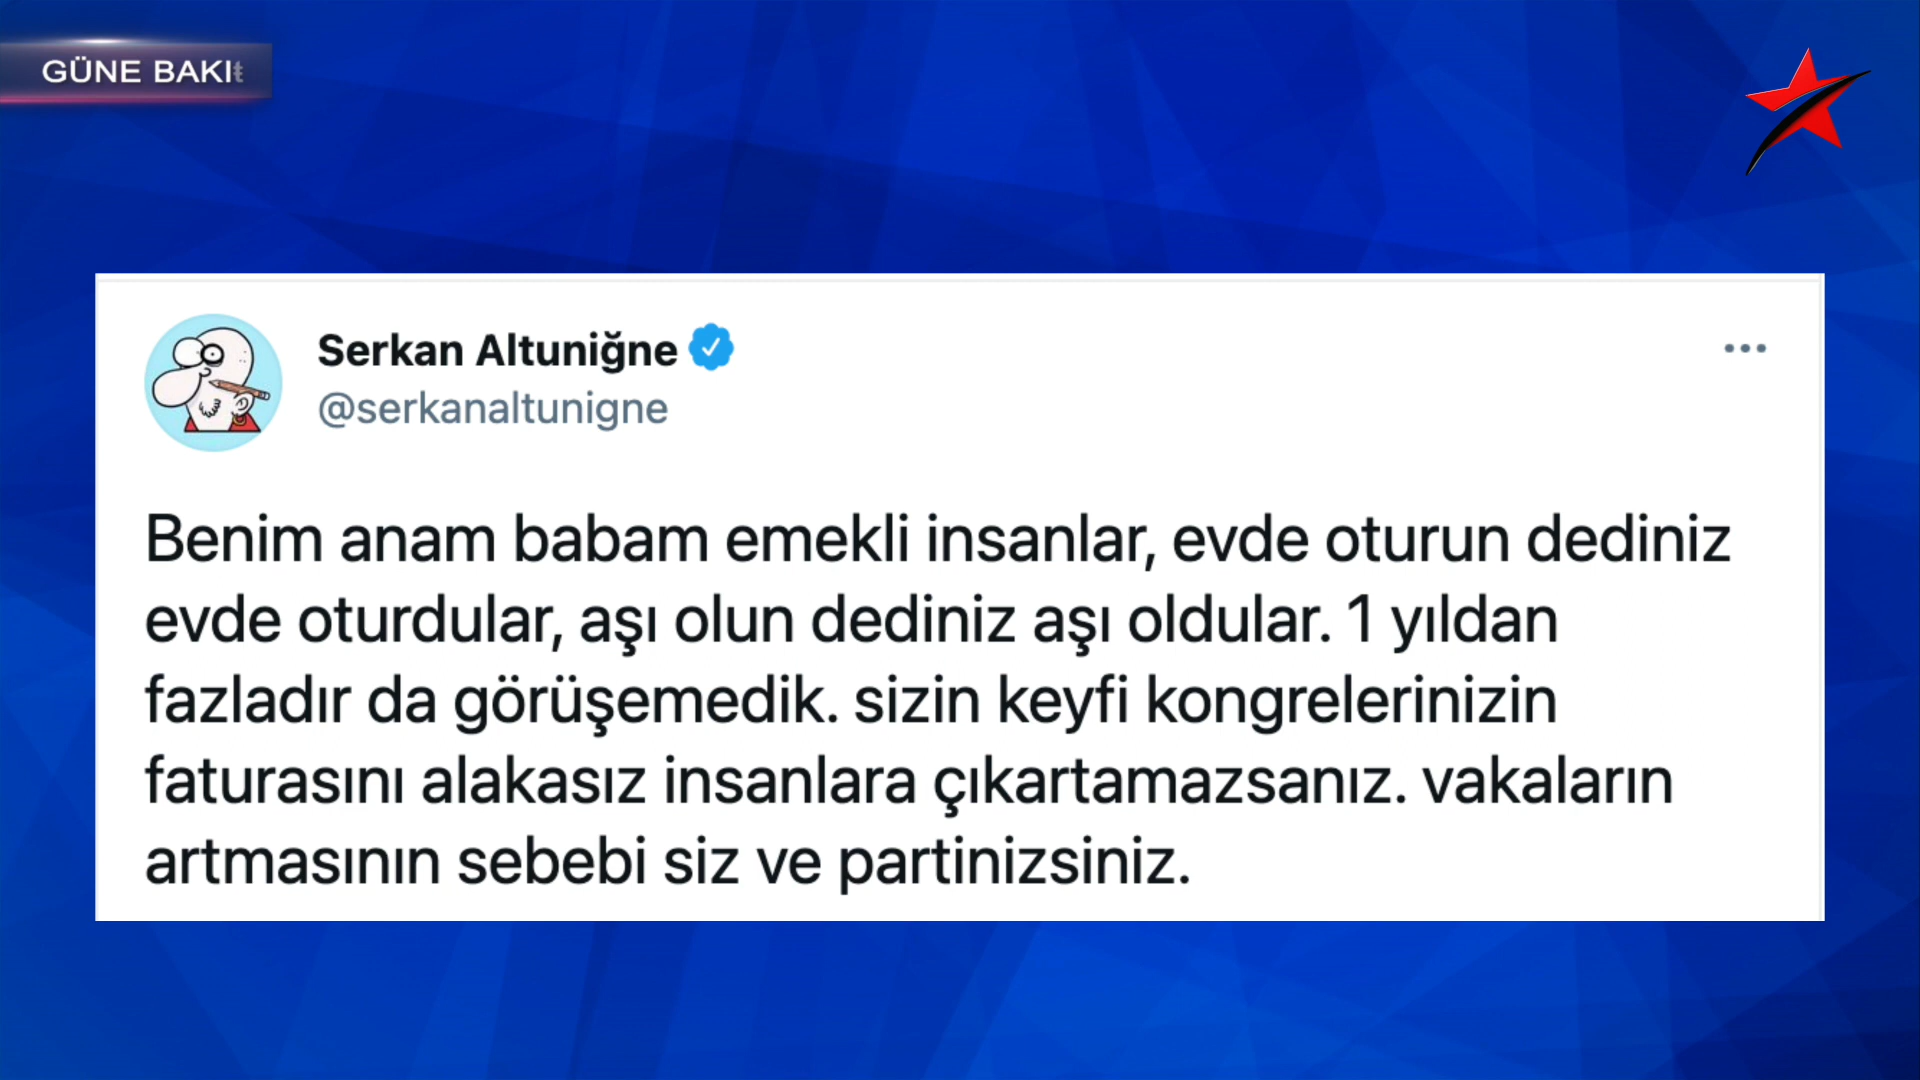 GÜNE BAKI
Serkan Altuniğne
@serkanaltunigne
Benim anam babam emekli insanlar, evde oturun dediniz
evde oturdular, aşı olun dediniz aşı oldular. 1 yıldan
fazladır da görüşemedik. sizin keyfi kongrelerinizin
faturasını alakasız insanlara çıkartamazsanız. vakaların
artmasının sebebi siz ve partinizsiniz.